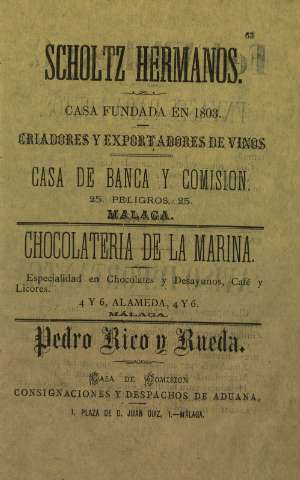 63
SCHOLTZ HERMANOS.
CASA FUNDADA EN 1803.
CRIADORES Y EXPORTADORES DE VINOS
CASA DE BANCA Y COMISION.
25. PELIGROS. 25.
MALAGA.
CHOCOLATERIA DE LA MARINA.
Especialidad en Chocolates y Desayunos, Café y
Licores.
4 Y 6, ALAMEDA, 4 Y 6.
MÁLAGA.
Pedro Rico y Rueda.
CASA DE COMISION
CONSIGNACIONES Y DESPACHOS DE ADUANA,
1. PLAZA DE D. JUAN DIAZ, 1.—MÁLAGA.